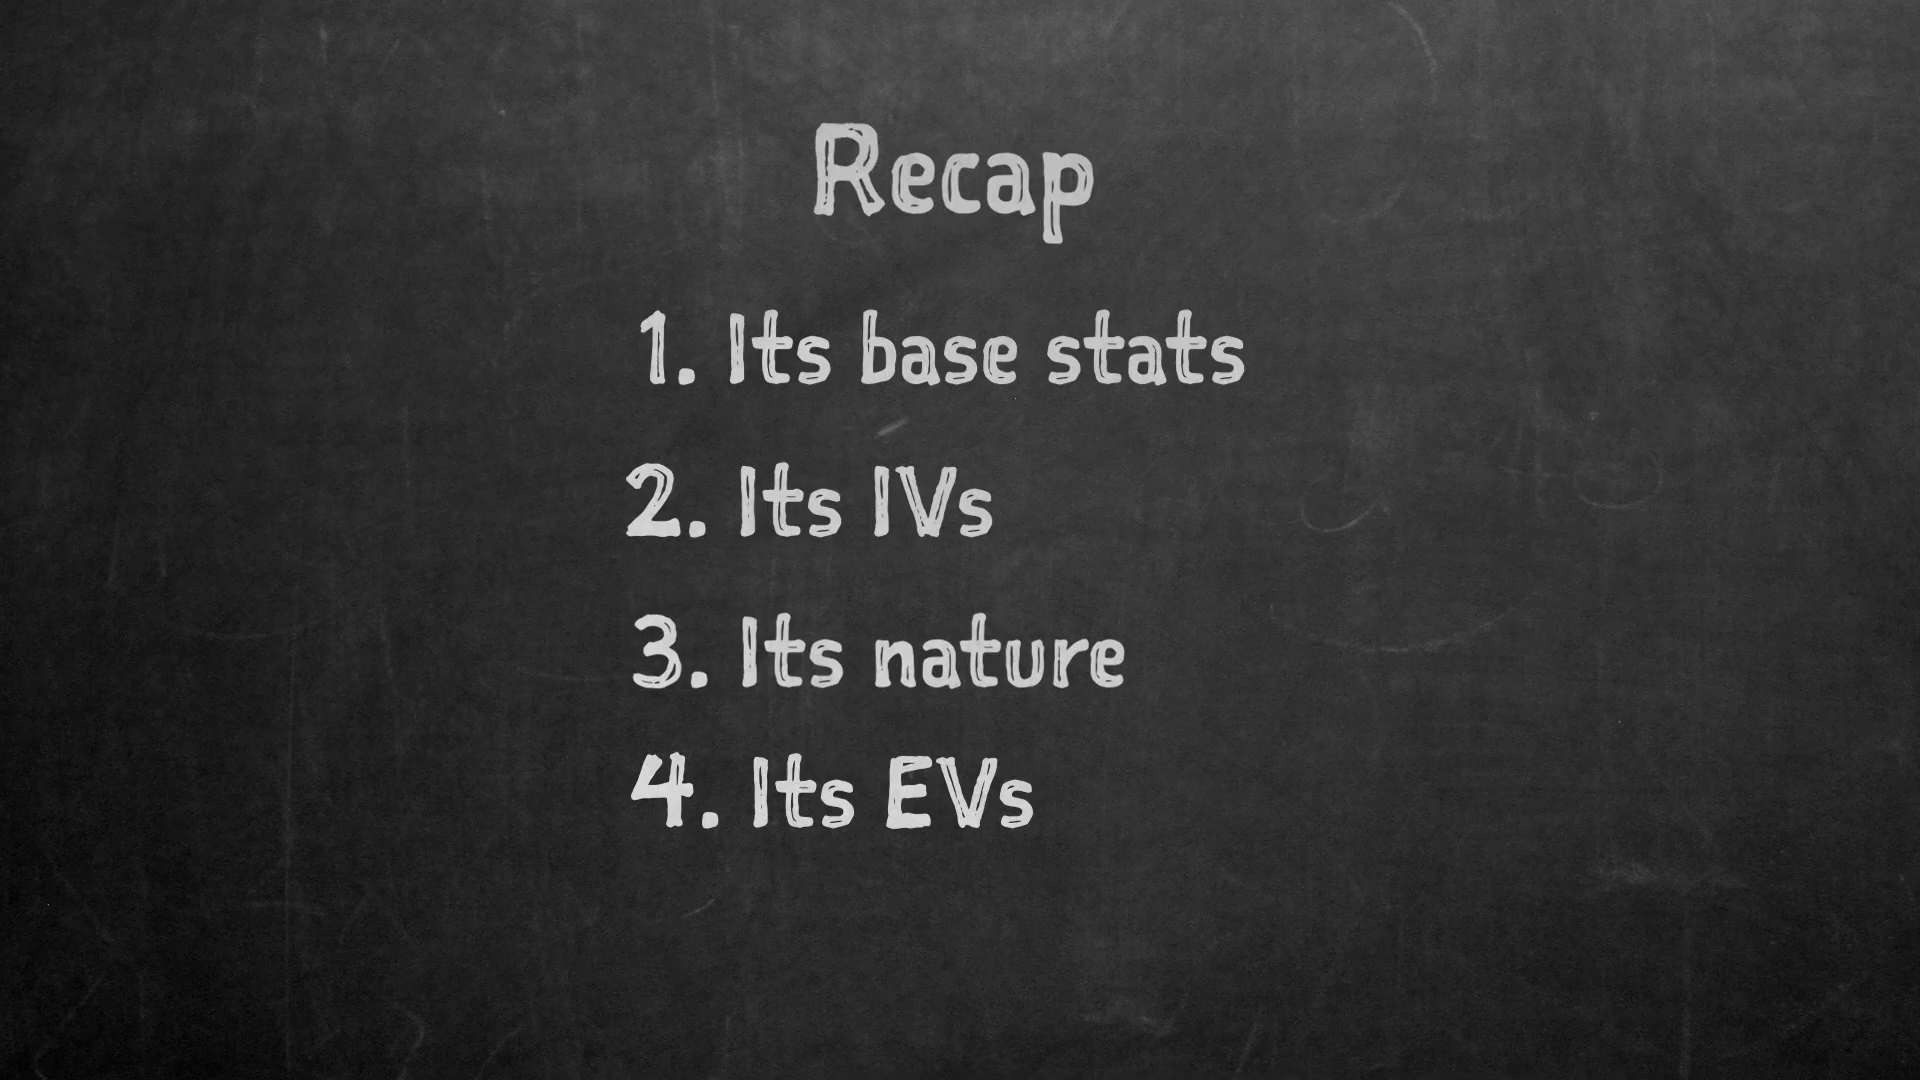 Recap
1. Its base stats
2. Its IVs
3. Its nature
4. Its EVs